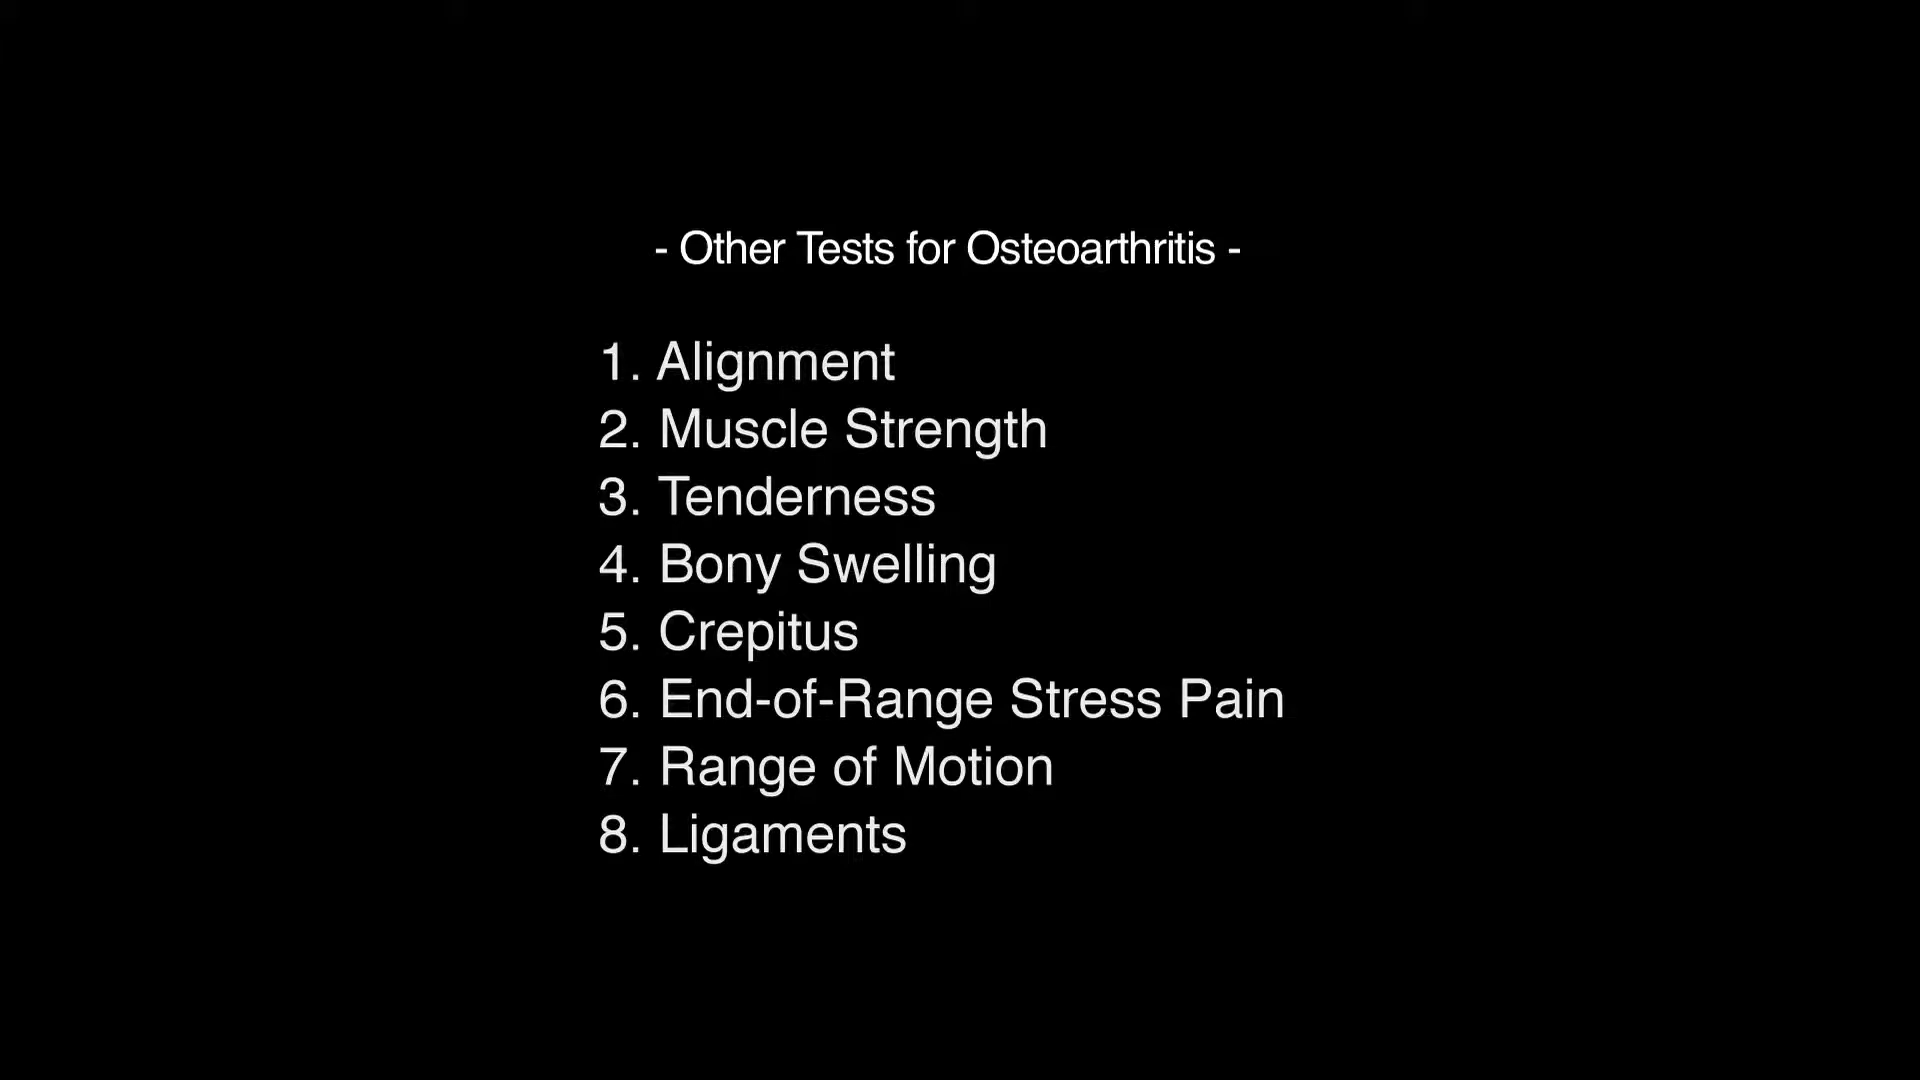 - Other Tests for Osteoarthritis -
1. Alignment
2. Muscle Strength
3. Tenderness
4. Bony Swelling
5. Crepitus
6. End-of-Range Stress Pain
7. Range of Motion
8. Ligaments